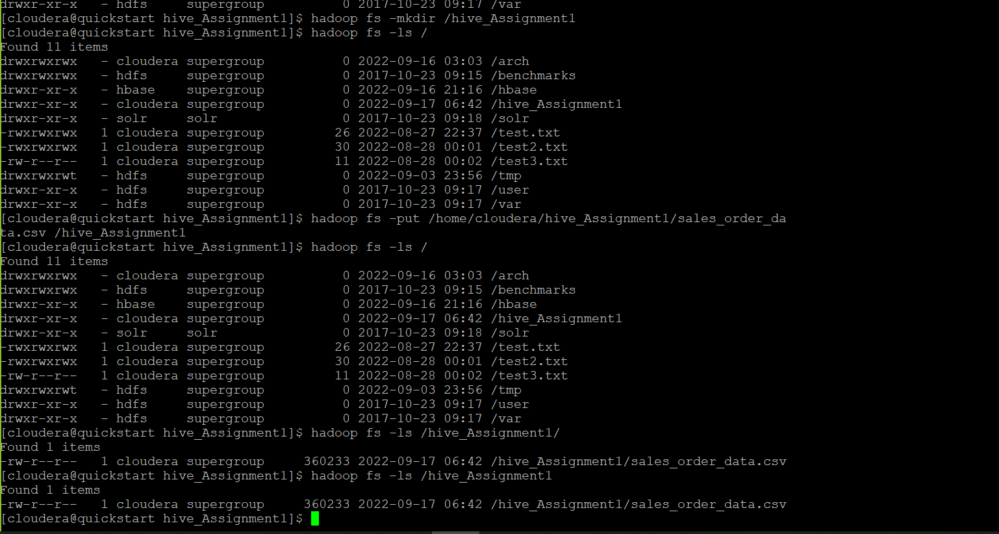 drwxr-xr-x   - hdfs     supergroup          0 2017-10-23 09:17 /var
[cloudera@quickstart hive_Assignment1]$ hadoop fs -mkdir /hive_Assignment1
[cloudera@quickstart hive_Assignment1]$ hadoop fs -ls /
Found 11 items
drwxrwxrwx   - cloudera supergroup          0 2022-09-16 03:03 /arch
drwxrwxrwx   - hdfs     supergroup          0 2017-10-23 09:15 /benchmarks
drwxr-xr-x   - hbase    supergroup          0 2022-09-16 21:16 /hbase
drwxr-xr-x   - cloudera supergroup          0 2022-09-17 06:42 /hive_Assignment1
drwxr-xr-x   - solr     solr                0 2017-10-23 09:18 /solr
-rwxrwxrwx   1 cloudera supergroup         26 2022-08-27 22:37 /test.txt
-rwxrwxrwx   1 cloudera supergroup         30 2022-08-28 00:01 /test2.txt
-rw-r--r--   1 cloudera supergroup         11 2022-08-28 00:02 /test3.txt
drwxrwxrwt   - hdfs     supergroup          0 2022-09-03 23:56 /tmp
drwxr-xr-x   - hdfs     supergroup          0 2017-10-23 09:17 /user
drwxr-xr-x   - hdfs     supergroup          0 2017-10-23 09:17 /var
[cloudera@quickstart hive_Assignment1]$ hadoop fs -put /home/cloudera/hive_Assignment1/sales_order_da
ta.csv /hive_Assignment1
[cloudera@quickstart hive_Assignment1]$ hadoop fs -ls /
Found 11 items
drwxrwxrwx   - cloudera supergroup          0 2022-09-16 03:03 /arch
drwxrwxrwx   - hdfs     supergroup          0 2017-10-23 09:15 /benchmarks
drwxr-xr-x   - hbase    supergroup          0 2022-09-16 21:16 /hbase
drwxr-xr-x   - cloudera supergroup          0 2022-09-17 06:42 /hive_Assignment1
drwxr-xr-x   - solr     solr                0 2017-10-23 09:18 /solr
-rwxrwxrwx   1 cloudera supergroup         26 2022-08-27 22:37 /test.txt
-rwxrwxrwx   1 cloudera supergroup         30 2022-08-28 00:01 /test2.txt
-rw-r--r--   1 cloudera supergroup         11 2022-08-28 00:02 /test3.txt
drwxrwxrwt   - hdfs     supergroup          0 2022-09-03 23:56 /tmp
drwxr-xr-x   - hdfs     supergroup          0 2017-10-23 09:17 /user
drwxr-xr-x   - hdfs     supergroup          0 2017-10-23 09:17 /var
[cloudera@quickstart hive_Assignment1]$ hadoop fs -ls /hive_Assignment1/
Found 1 items
-rw-r--r--   1 cloudera supergroup     360233 2022-09-17 06:42 /hive_Assignment1/sales_order_data.csv
[cloudera@quickstart hive_Assignment1]$ hadoop fs -ls /hive_Assignment1
Found 1 items
-rw-r--r--   1 cloudera supergroup     360233 2022-09-17 06:42 /hive_Assignment1/sales_order_data.csv
[cloudera@quickstart hive_Assignment1]$